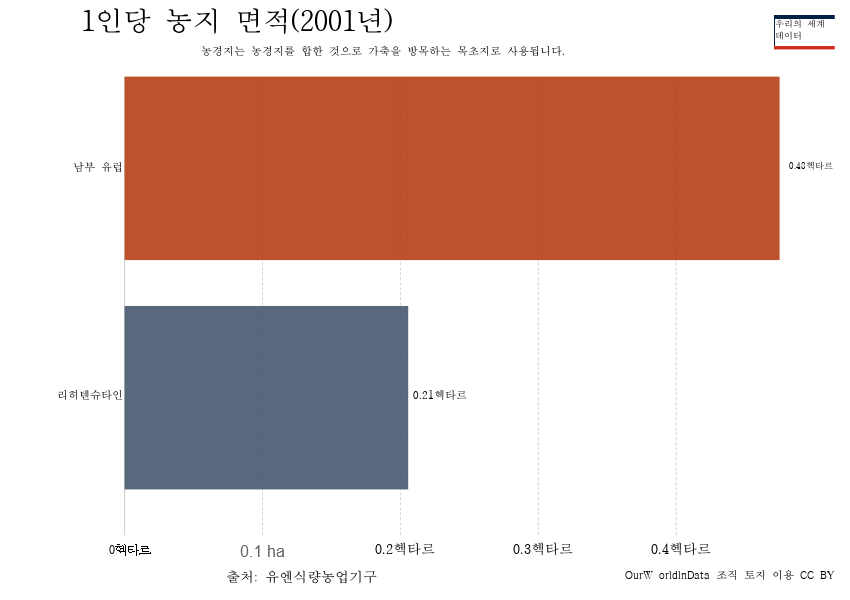 1인당 농지 면적(2001년)
우리의 세계
데이터
농경지는 농경지를 합한 것으로 가축을 방목하는 목초지로 사용됩니다.
남부 유럽
0.48헥타르
리히텐슈타인
0.21헥타르
0헥타르
0.1 ha
0.2헥타르
0.3헥타르
0.4헥타르
출처: 유엔식량농업기구
OurW orldInData 조직 토지 이용 CC BY